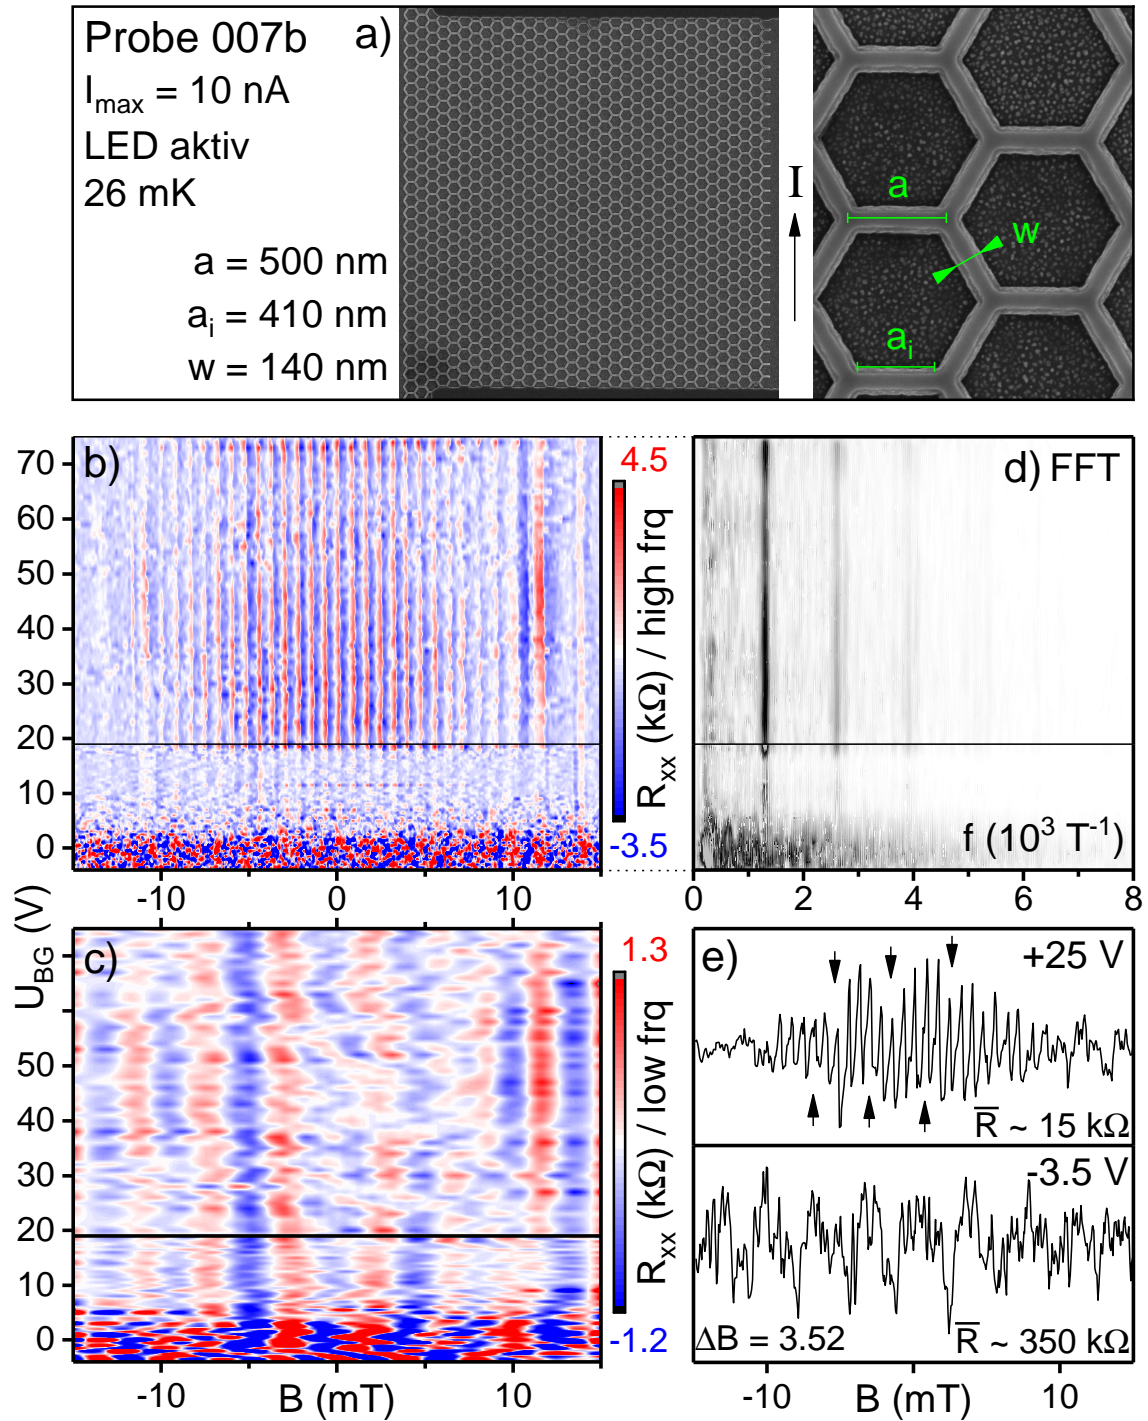 Probe 007b
a)
I_max = 10 nA
LED aktiv
26 mK
a = 500 nm
a_i = 410 nm
w = 140 nm
I
a
w
a_i
b)
70
60
50
40
30
20
10
0
-10
0
10
4.5
R_xx (kΩ) / high frq
-3.5
d) FFT
f (10³ T⁻¹)
0
2
4
6
8
U_BG (V)
c)
50
40
30
20
10
0
-10
B (mT)
10
1.3
R_xx (kΩ) / low frq
-1.2
e)
+25 V
R̅ ~ 15 kΩ
-3.5 V
ΔB = 3.52
R̅ ~ 350 kΩ
-10
B (mT)
10